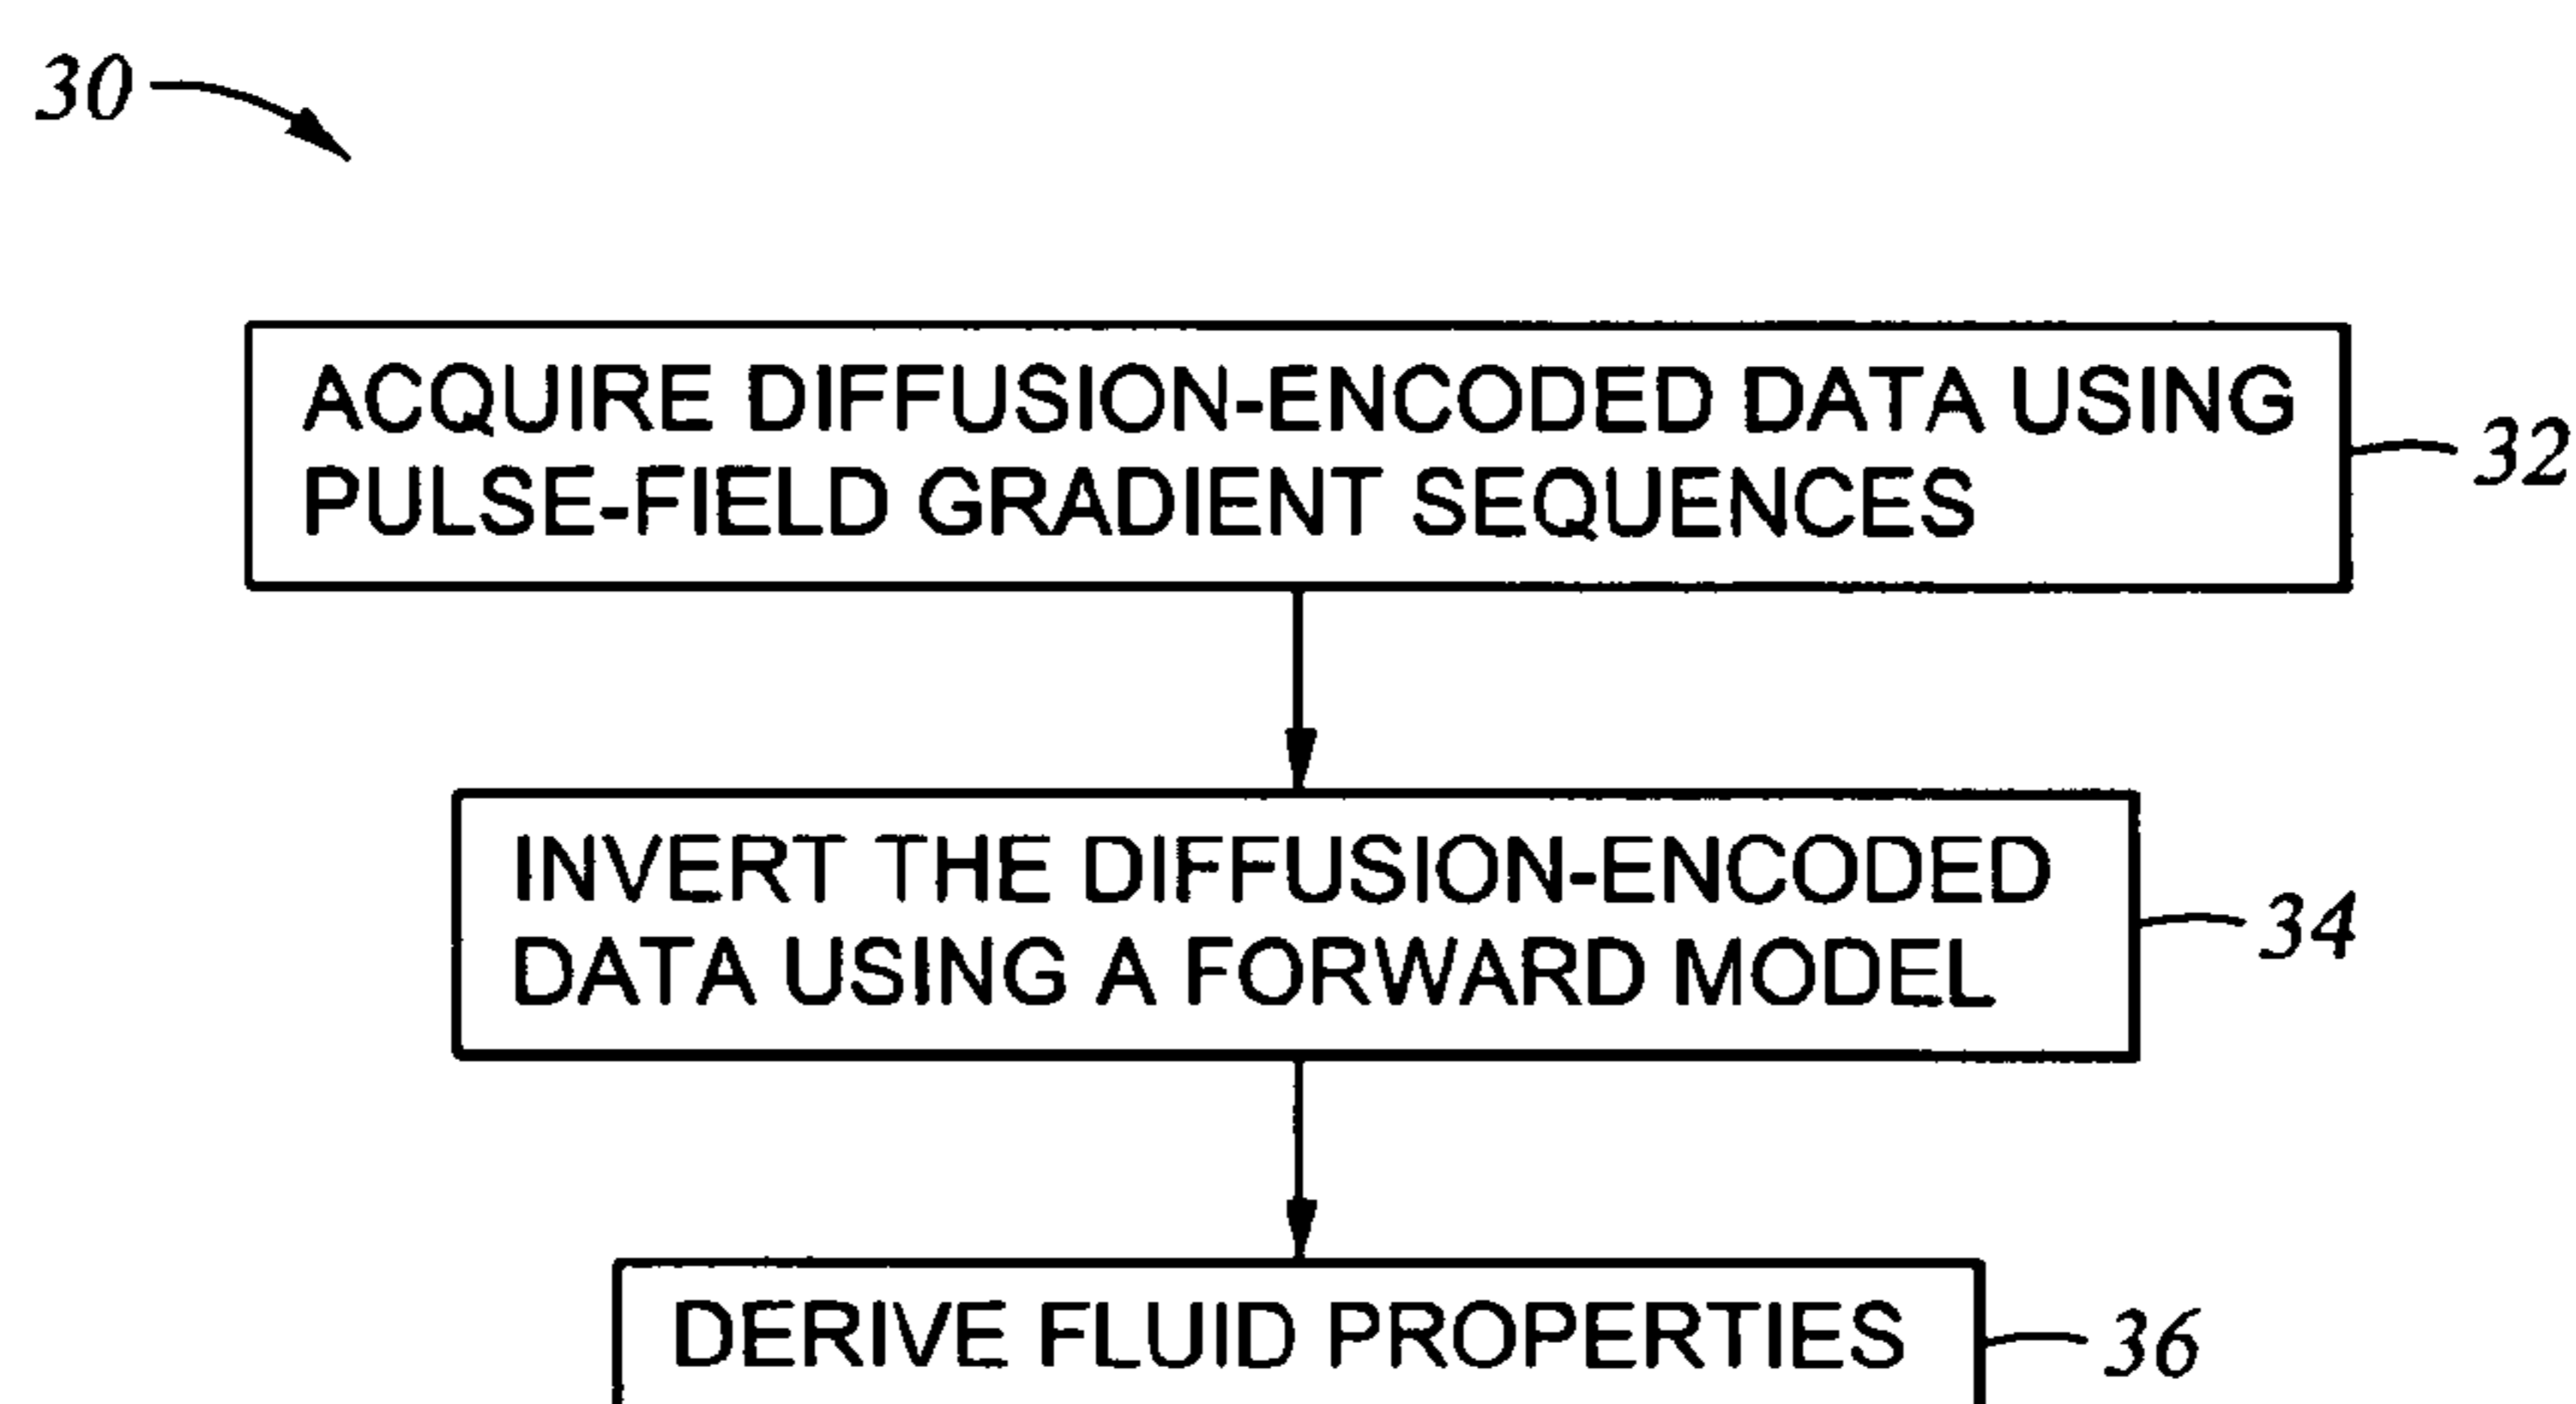 30
ACQUIRE DIFFUSION-ENCODED DATA USING
PULSE-FIELD GRADIENT SEQUENCES
32
INVERT THE DIFFUSION-ENCODED
DATA USING A FORWARD MODEL
34
DERIVE FLUID PROPERTIES
36